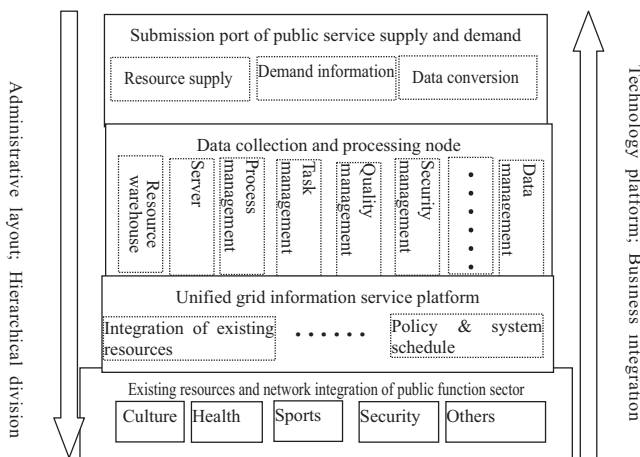 Submission port of public service supply and demand
Resource supply
Demand information
Data conversion
Data collection and processing node
Resource
warehouse
Server
Process
management
Task
management
Quality
management
Security
management
......
Data
management
Unified grid information service platform
Integration of existing
resources
......
Policy & system
schedule
Existing resources and network integration of public function sector
Culture
Health
Sports
Security
Others
Administrative layout; Hierarchical division
Technology platform; Business integration